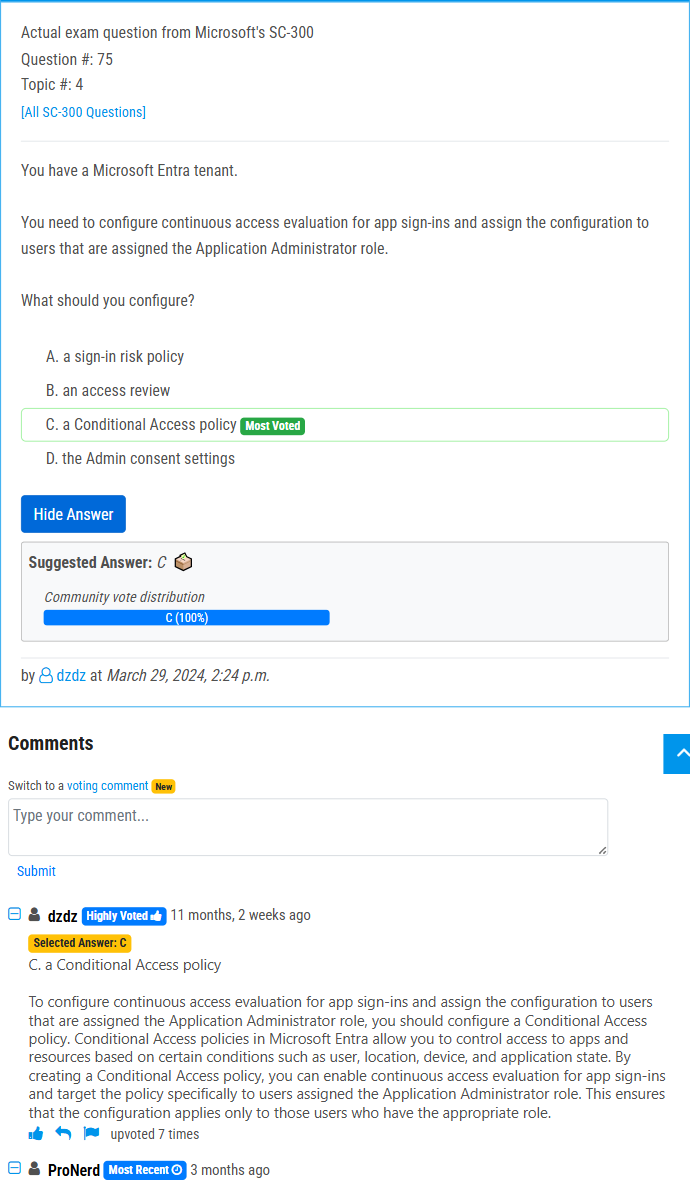 Actual exam question from Microsoft's SC-300
Question #: 75
Topic #: 4
[All SC-300 Questions]
You have a Microsoft Entra tenant.
You need to configure continuous access evaluation for app sign-ins and assign the configuration to
users that are assigned the Application Administrator role.
What should you configure?
A. a sign-in risk policy
B. an access review
C. a Conditional Access policy Most Voted
D. the Admin consent settings
Hide Answer
Suggested Answer: C
Community vote distribution
C (100%)
by dzdz at March 29, 2024, 2:24 p.m.
Comments
Switch to a voting comment New
Type your comment...
Submit
dzdz Highly Voted 11 months, 2 weeks ago
Selected Answer: C
C. a Conditional Access policy
To configure continuous access evaluation for app sign-ins and assign the configuration to users
that are assigned the Application Administrator role, you should configure a Conditional Access
policy. Conditional Access policies in Microsoft Entra allow you to control access to apps and
resources based on certain conditions such as user, location, device, and application state. By
creating a Conditional Access policy, you can enable continuous access evaluation for app sign-ins
and target the policy specifically to users assigned the Application Administrator role. This ensures
that the configuration applies only to those users who have the appropriate role.
upvoted 7 times
ProNerd Most Recent 3 months ago